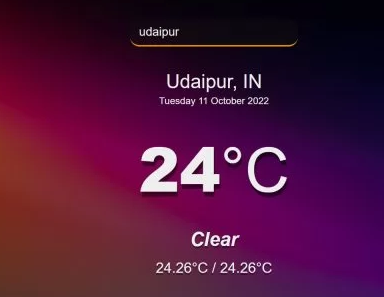 udaipur
Udaipur, IN
Tuesday 11 October 2022
24°C
Clear
24.26°C / 24.26°C